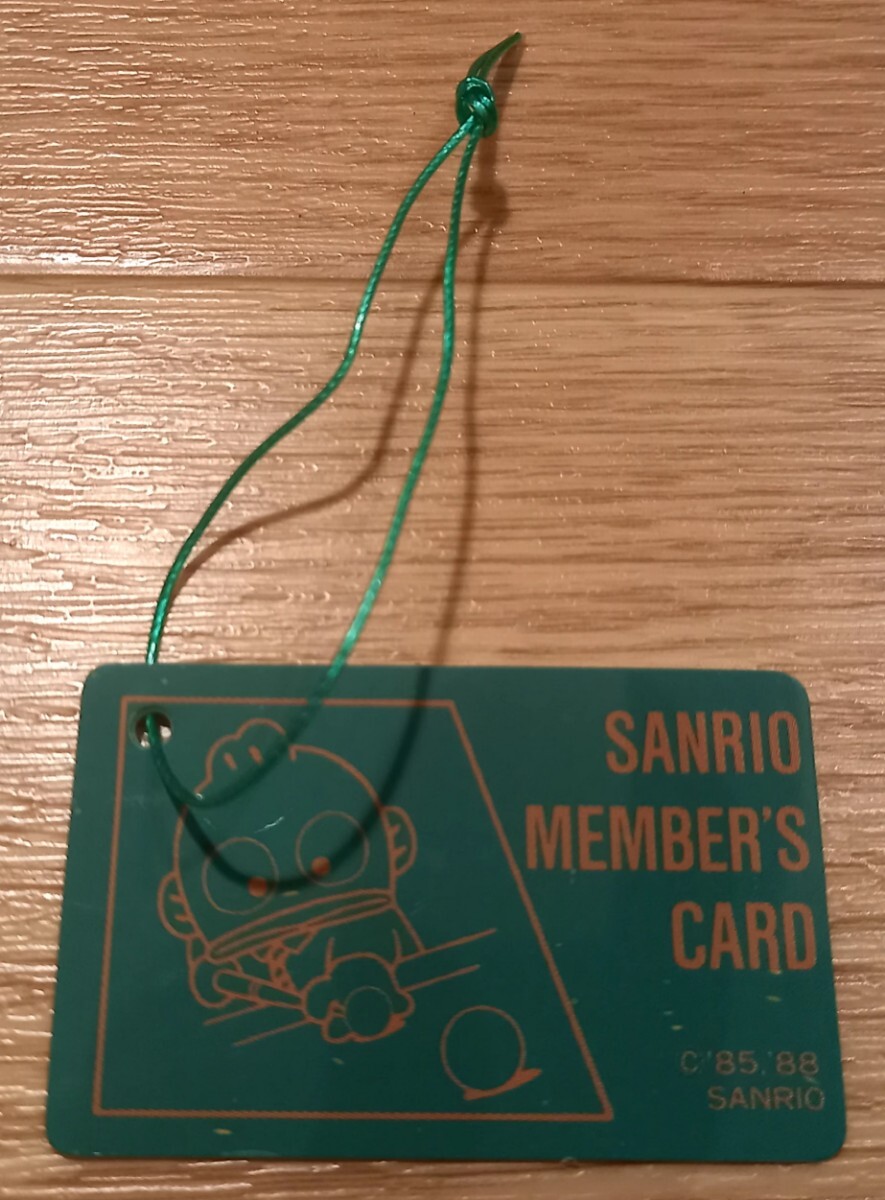 SANRIO
MEMBER'S
CARD
C '85, '88
SANRIO